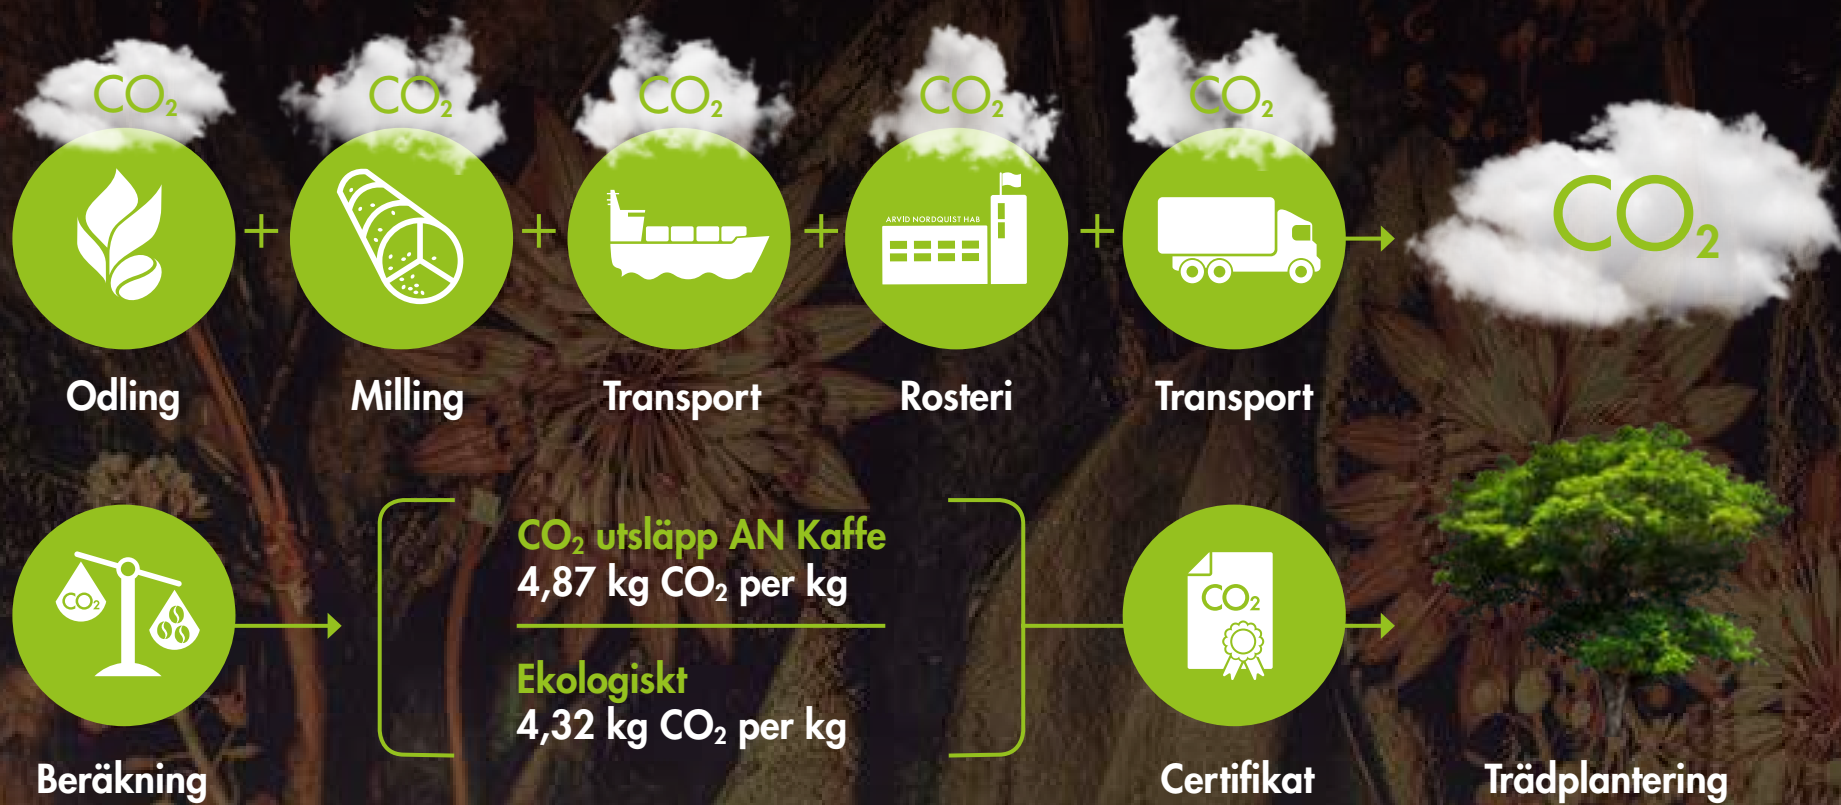 CO₂ CO₂ CO₂ CO₂ CO₂
CO₂
ARVID NORDQUIST HAB
Odling Milling Transport Rosteri Transport
CO₂ utsläpp AN Kaffe
4,87 kg CO₂ per kg
Ekologiskt
4,32 kg CO₂ per kg
CO₂
CO₂
Beräkning Certifikat Trädplantering